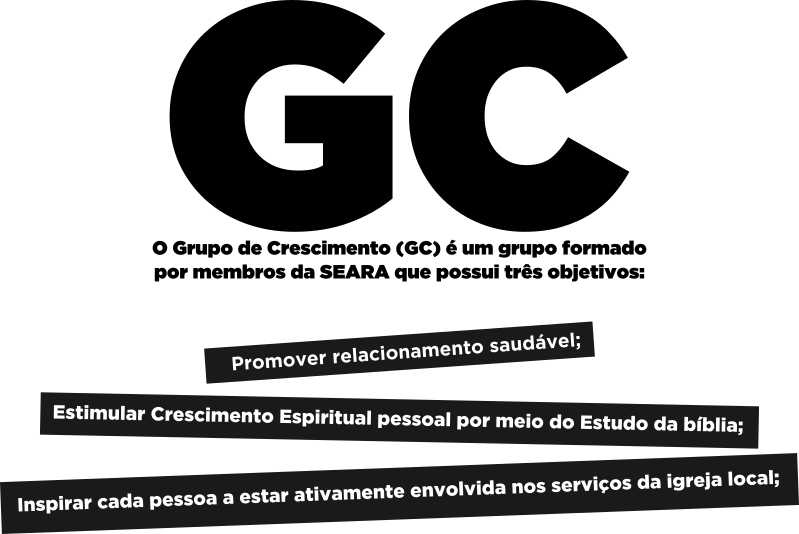 GC
O Grupo de Crescimento (GC) é um grupo formado
por membros da SEARA que possui três objetivos:
Promover relacionamento saudável;
Estimular Crescimento Espiritual pessoal por meio do Estudo da bíblia;
Inspirar cada pessoa a estar ativamente envolvida nos serviços da igreja local;